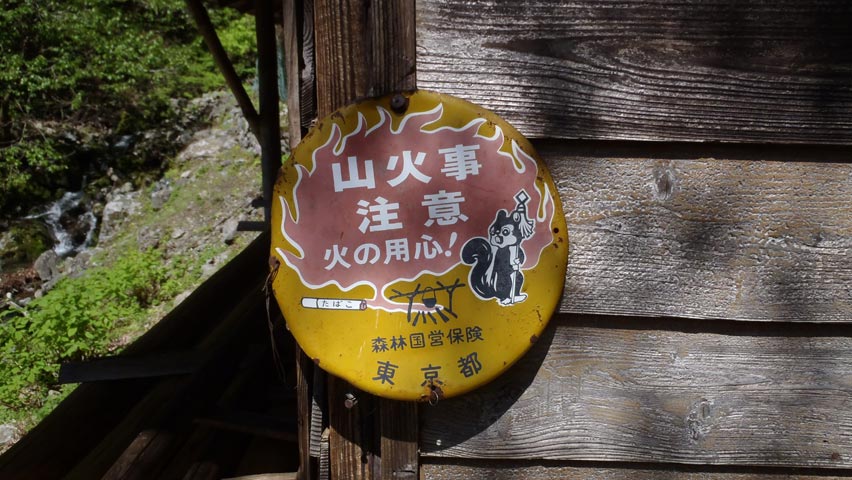 山火事
注意
火の用心!
たばこ
森林国営保険
東京都